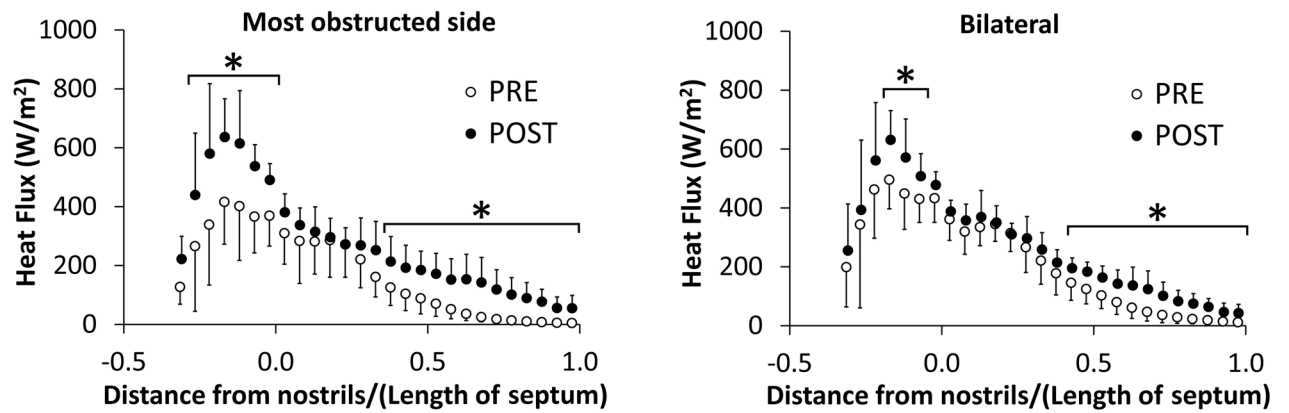 Most obstructed side
1000
800
600
400
200
0
Heat Flux (W/m²)
*
*
PRE
POST
-0.5
0.0
0.5
1.0
Distance from nostrils/(Length of septum)
Bilateral
1000
800
600
400
200
0
Heat Flux (W/m²)
*
*
PRE
POST
-0.5
0.0
0.5
1.0
Distance from nostrils/(Length of septum)